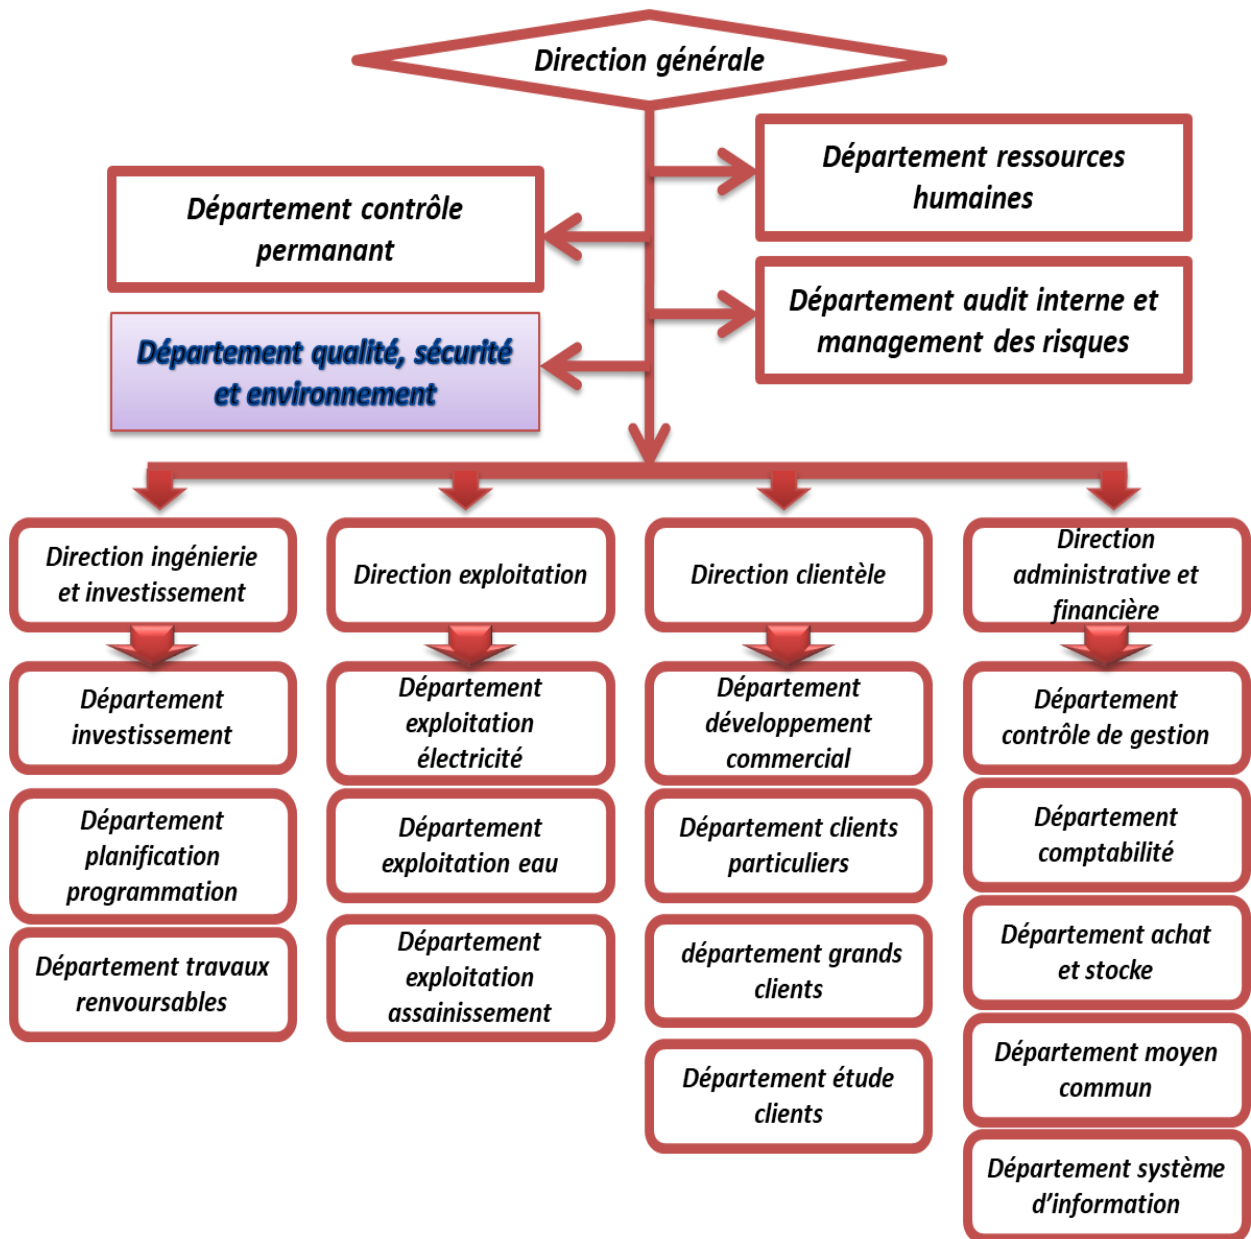 Direction générale
Département ressources
humaines
Département contrôle
permanant
Département audit interne et
management des risques
Département qualité, sécurité
et environnement
Direction ingénierie
et investissement
Département
investissement
Département
planification
programmation
Département travaux
renvoursables
Direction exploitation
Département
exploitation
électricité
Département
exploitation eau
Département
exploitation
assainissement
Direction clientèle
Département
développement
commercial
Département clients
particuliers
département grands
clients
Département étude
clients
Direction
administrative et
financière
Département
contrôle de gestion
Département
comptabilité
Département achat
et stocke
Département moyen
commun
Département système
d'information